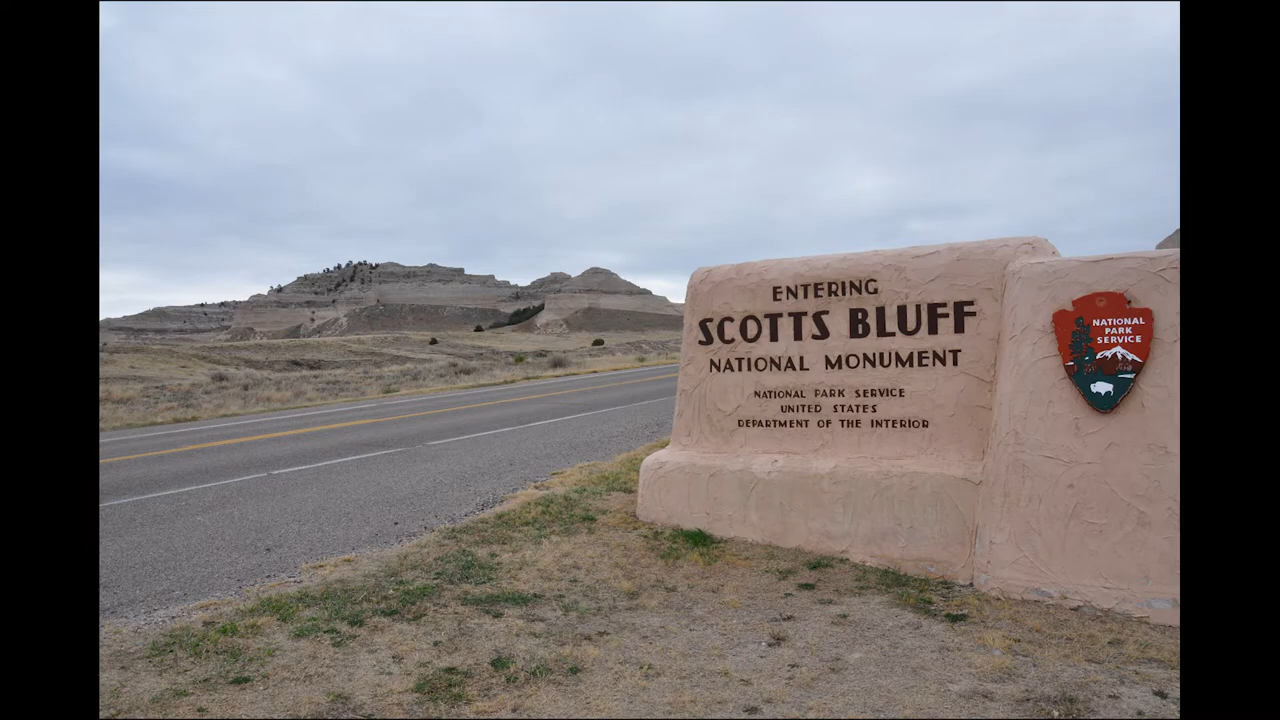 ENTERING
SCOTTS BLUFF
NATIONAL MONUMENT
NATIONAL PARK SERVICE
UNITED STATES
DEPARTMENT OF THE INTERIOR
NATIONAL
PARK
SERVICE